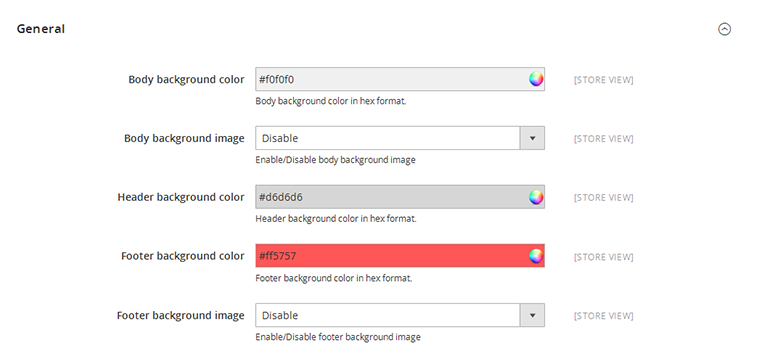 General
Body background color #f0f0f0 [STORE VIEW]
Body background color in hex format.
Body background image Disable [STORE VIEW]
Enable/Disable body background image
Header background color #d6d6d6 [STORE VIEW]
Header background color in hex format.
Footer background color #ff5757 [STORE VIEW]
Footer background color in hex format.
Footer background image Disable [STORE VIEW]
Enable/Disable footer background image